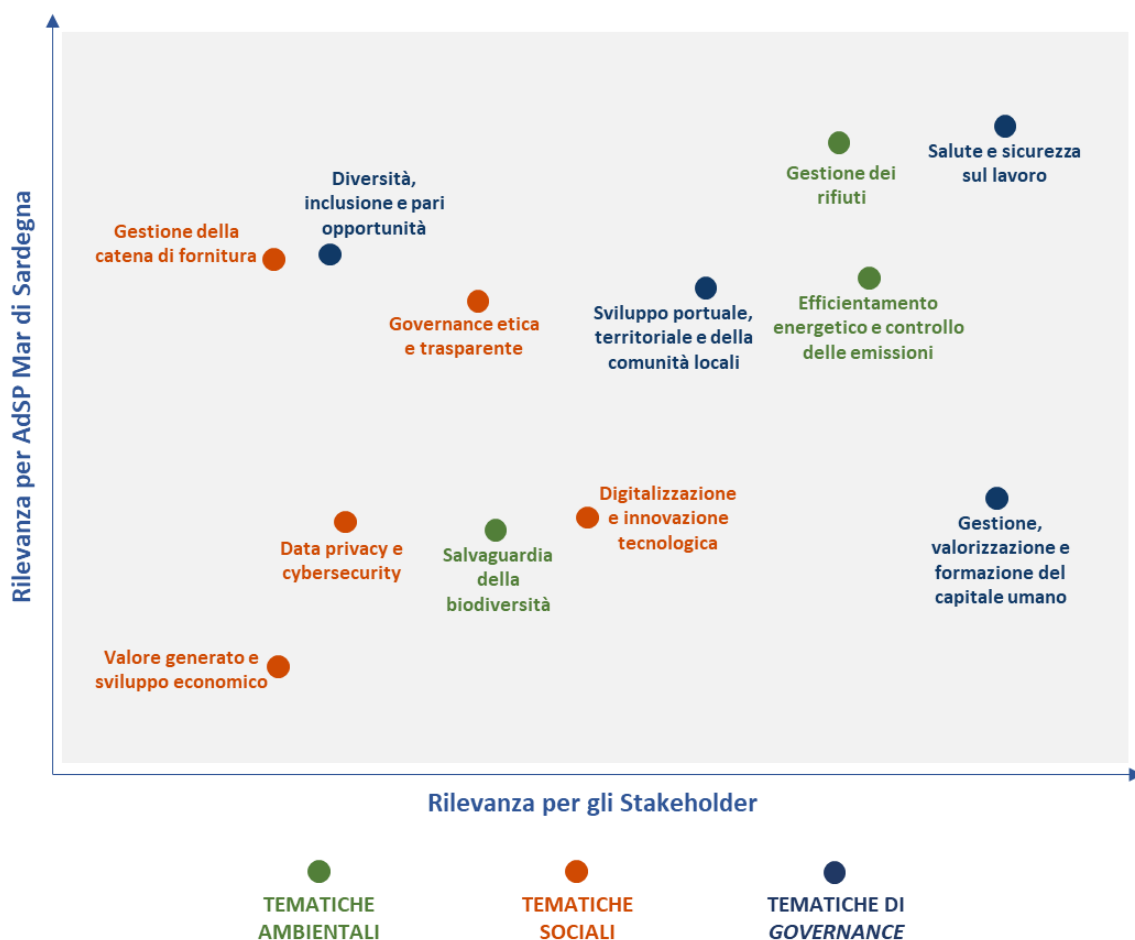 Rilevanza per AdSP Mar di Sardegna
Salute e sicurezza
sul lavoro
Gestione dei
rifiuti
Diversità,
inclusione e pari
opportunità
Gestione della
catena di fornitura
Governance etica
e trasparente
Sviluppo portuale,
territoriale e della
comunità locali
Efficientamento
energetico e controllo
delle emissioni
Digitalizzazione
e innovazione
tecnologica
Data privacy e
cybersecurity
Salvaguardia
della
biodiversità
Gestione,
valorizzazione e
formazione del
capitale umano
Valore generato e
sviluppo economico
Rilevanza per gli Stakeholder
TEMATICHE
AMBIENTALI
TEMATICHE
SOCIALI
TEMATICHE DI
GOVERNANCE